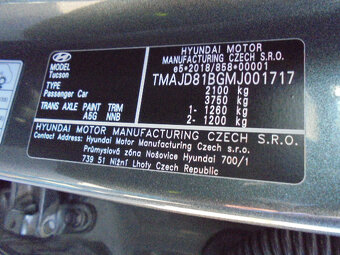 HYUNDAI MOTOR
MANUFACTURING CZECH S.R.O.
e5*2018/858*00001
TMAJD81BGMJ001717
MODEL
Tucson
TYPE
Passenger Car
2100 kg
3750 kg
1- 1260 kg
2- 1200 kg
TRANS AXLE PAINT TRIM
A5G NNB
HYUNDAI MOTOR MANUFACTURING CZECH S.R.O.
Contact Address : Hyundai Motor Manufacturing Czech s.r.o.
Průmyslová zóna Nošovice Hyundai 700/1
739 51 Nižní Lhoty Czech Republic